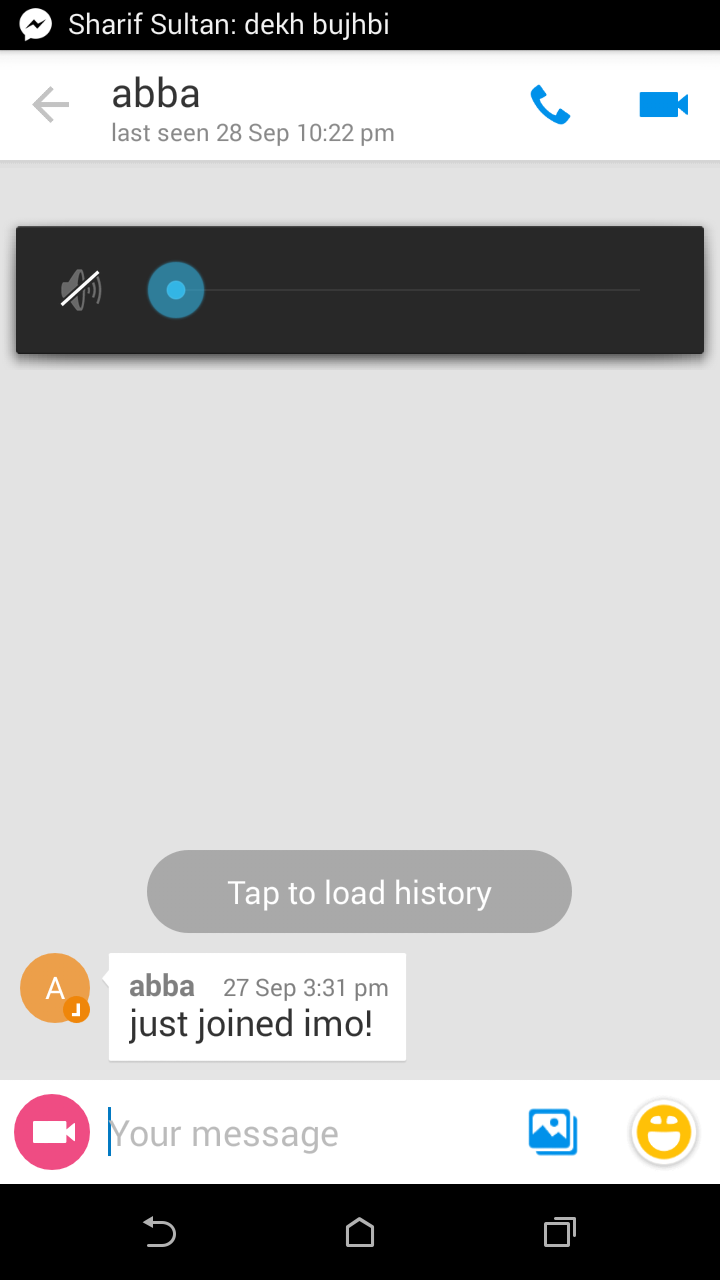 Sharif Sultan: dekh bujhbi
abba
last seen 28 Sep 10:22 pm
Tap to load history
A
abba 27 Sep 3:31 pm
just joined imo!
Your message